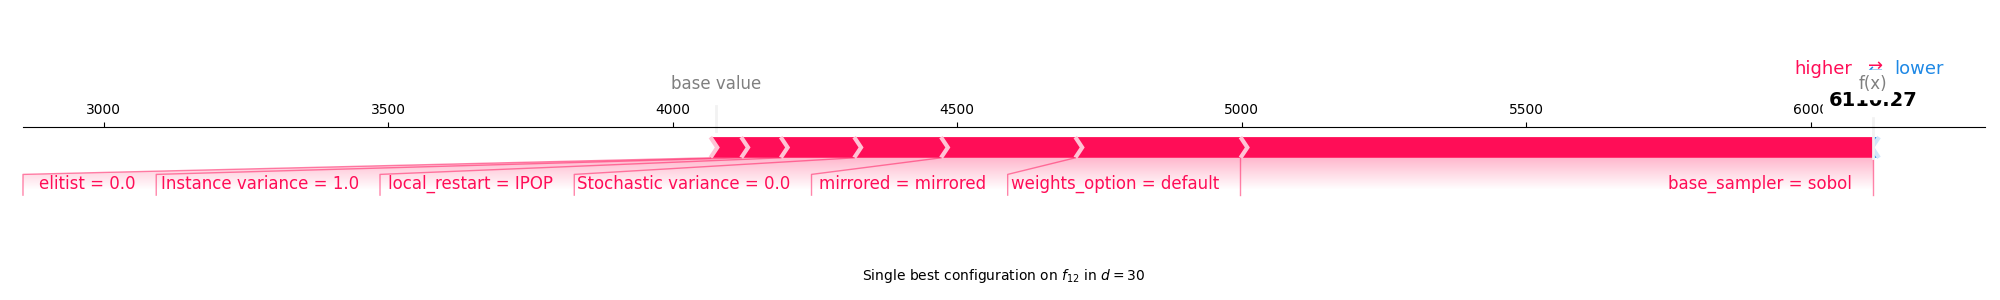 higher ⇄ lower
base value f(x)
3000 3500 4000 4500 5000 5500 6000 6110.27
elitist = 0.0 Instance variance = 1.0 local_restart = IPOP Stochastic variance = 0.0 mirrored = mirrored weights_option = default base_sampler = sobol
Single best configuration on f₁₂ in d = 30